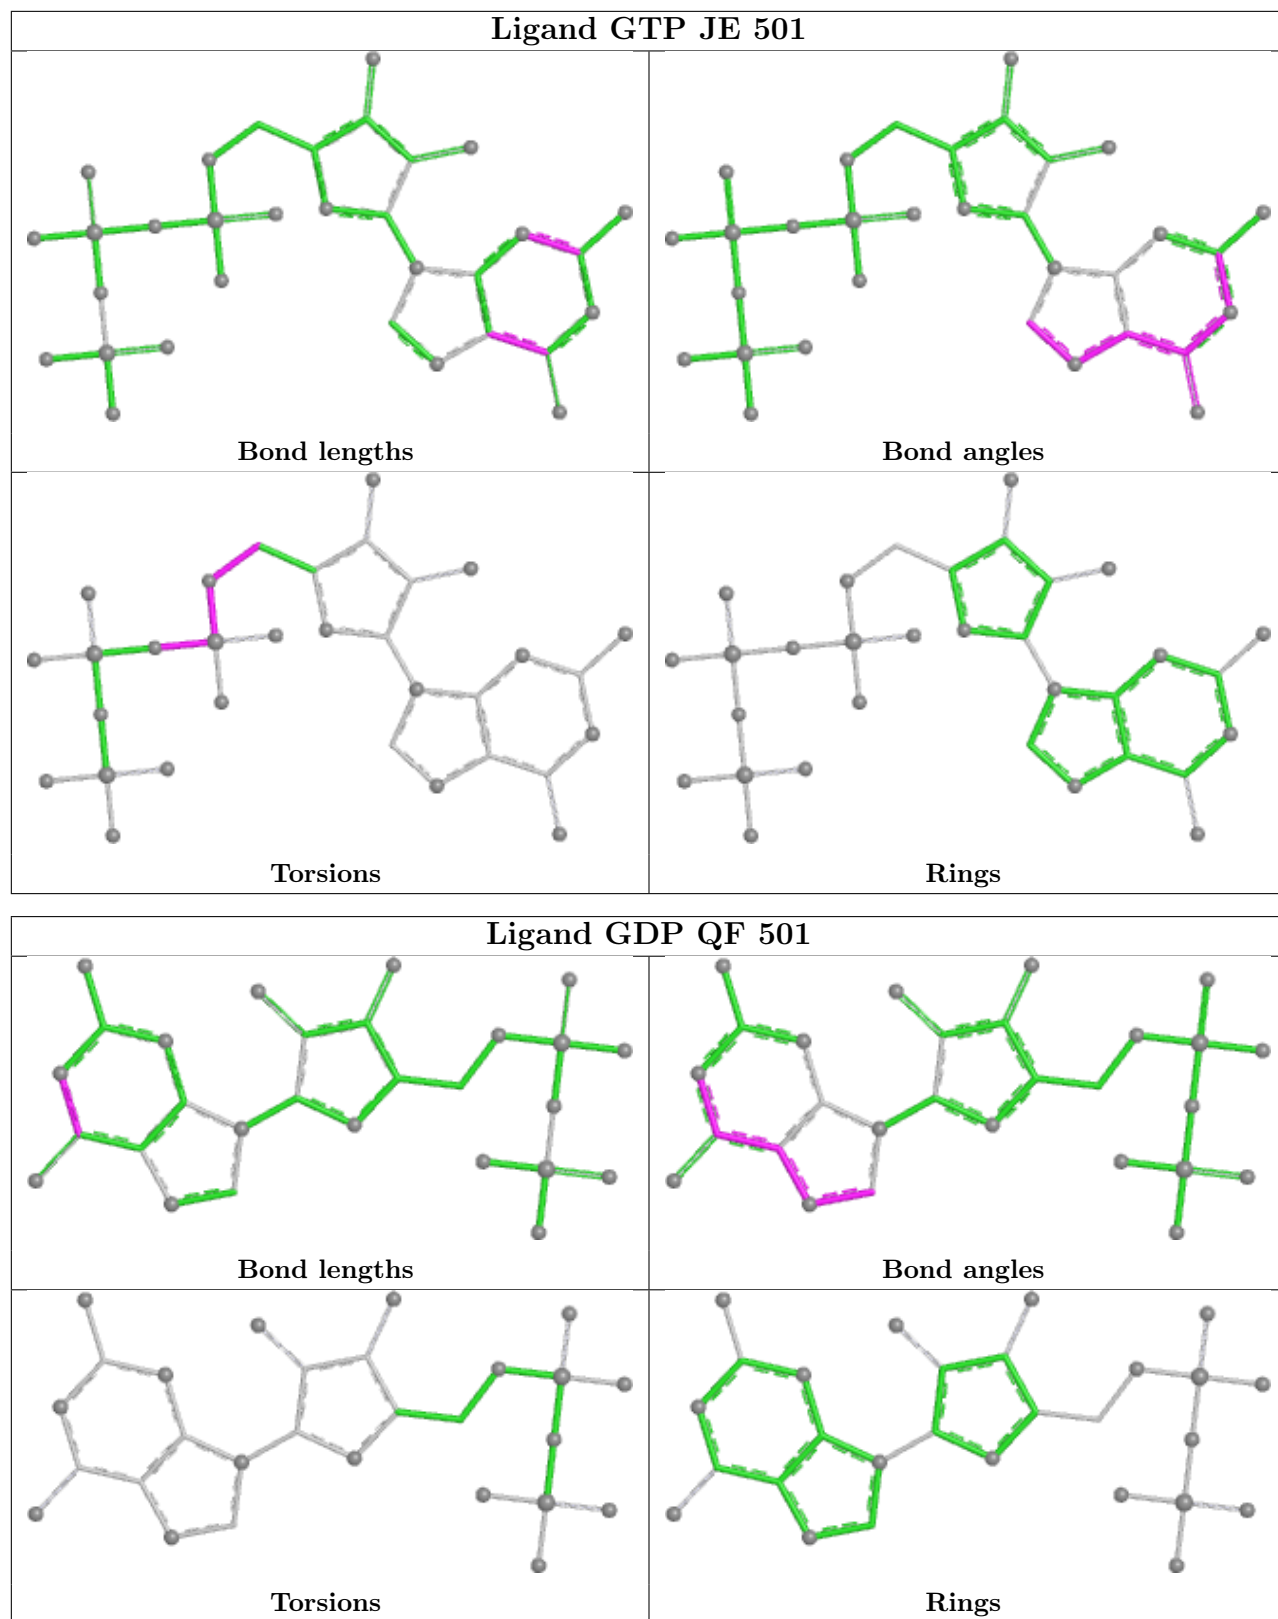 Ligand GTP JE 501
Bond lengths
Bond angles
Torsions
Rings
Ligand GDP QF 501
Bond lengths
Bond angles
Torsions
Rings